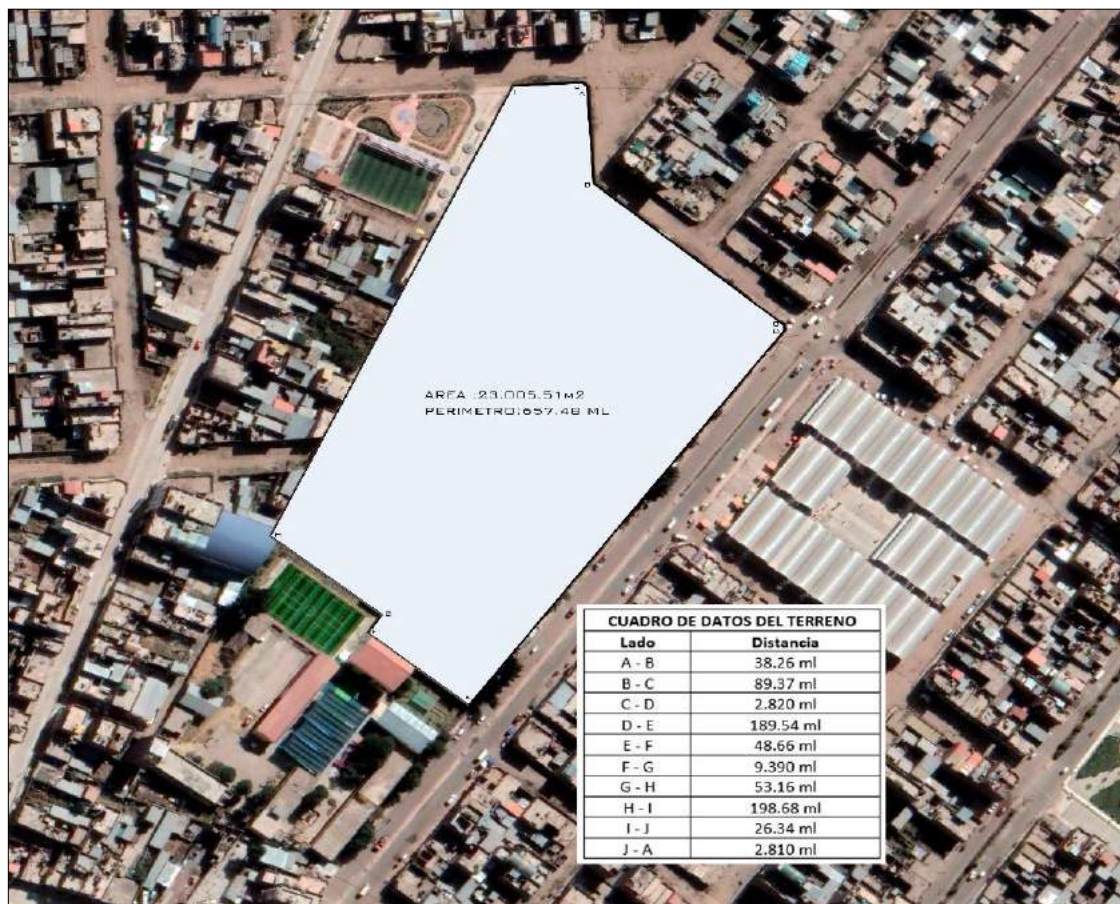 AREA :23.005.51M2
PERIMETRO:657.48 ML
CUADRO DE DATOS DEL TERRENO
Lado Distancia
A - B 38.26 ml
B - C 89.37 ml
C - D 2.820 ml
D - E 189.54 ml
E - F 48.66 ml
F - G 9.390 ml
G - H 53.16 ml
H - I 198.68 ml
I - J 26.34 ml
J - A 2.810 ml